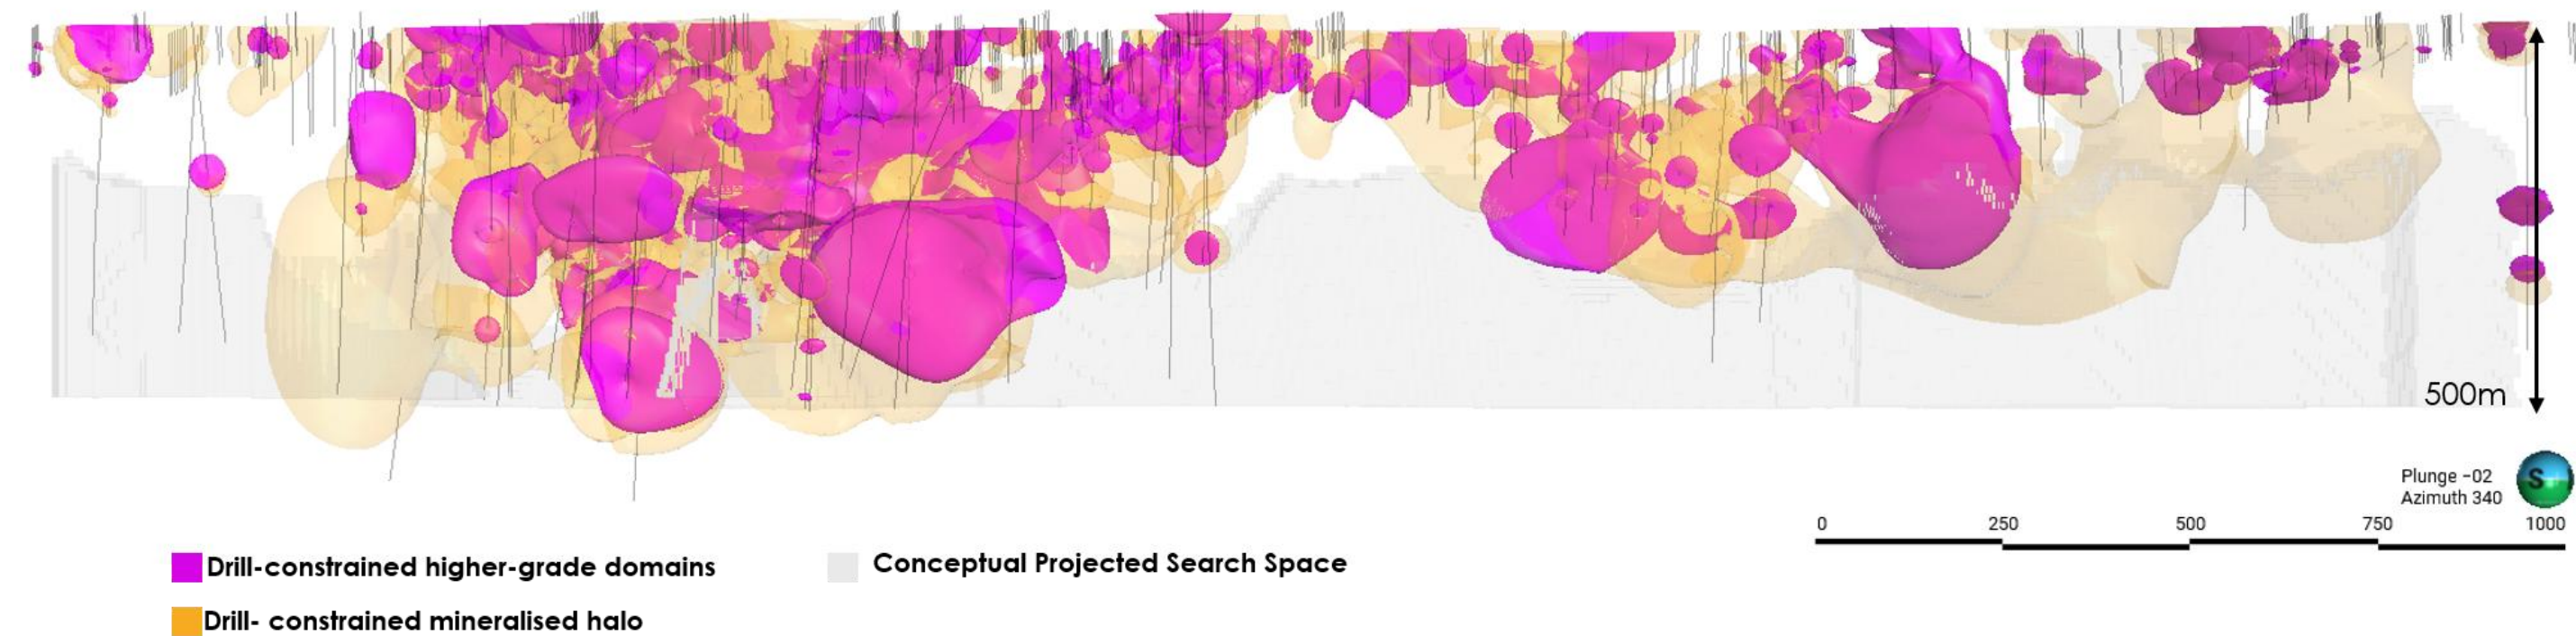 500m
Plunge -02
S
Azimuth 340
0 250 500 750 1000
Drill-constrained higher-grade domains
Conceptual Projected Search Space
Drill- constrained mineralised halo